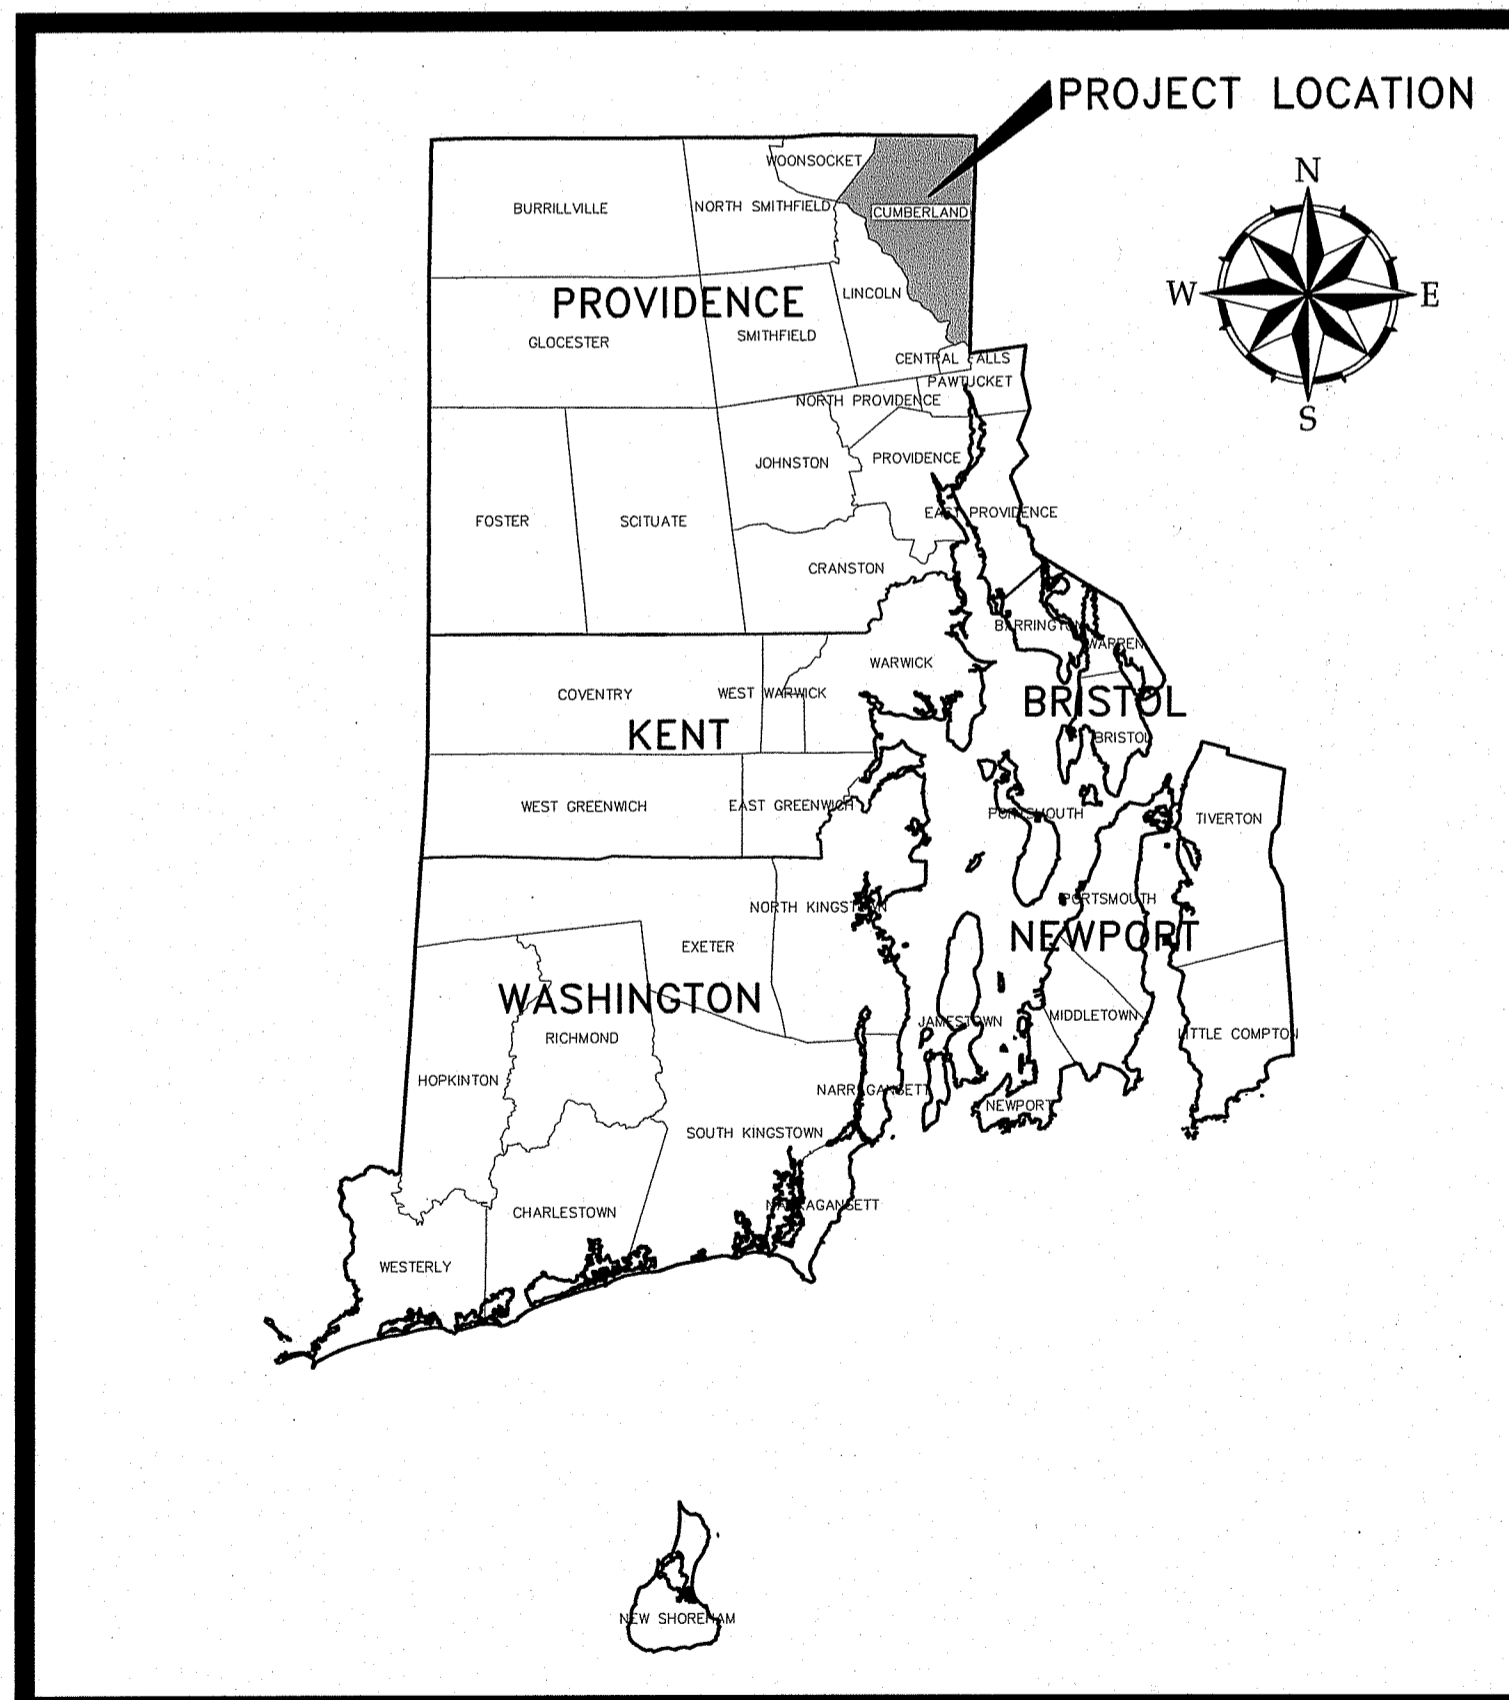 PROJECT LOCATION
N
W
E
S
WOONSOCKET
BURRILLVILLE
NORTH SMITHFIELD
CUMBERLAND
LINCOLN
PROVIDENCE
GLOCESTER
SMITHFIELD
CENTRAL FALLS
PAWTUCKET
NORTH PROVIDENCE
JOHNSTON
PROVIDENCE
FOSTER
SCITUATE
EAST PROVIDENCE
CRANSTON
BARRINGTON
WARREN
WARWICK
COVENTRY
WEST WARWICK
BRISTOL
KENT
BRISTOL
WEST GREENWICH
EAST GREENWICH
PORTSMOUTH
TIVERTON
NORTH KINGSTOWN
PORTSMOUTH
EXETER
NEWPORT
WASHINGTON
JAMESTOWN
MIDDLETOWN
RICHMOND
LITTLE COMPTON
HOPKINTON
NARRAGANSETT
NEWPORT
SOUTH KINGSTOWN
NARRAGANSETT
CHARLESTOWN
WESTERLY
NEW SHOREHAM